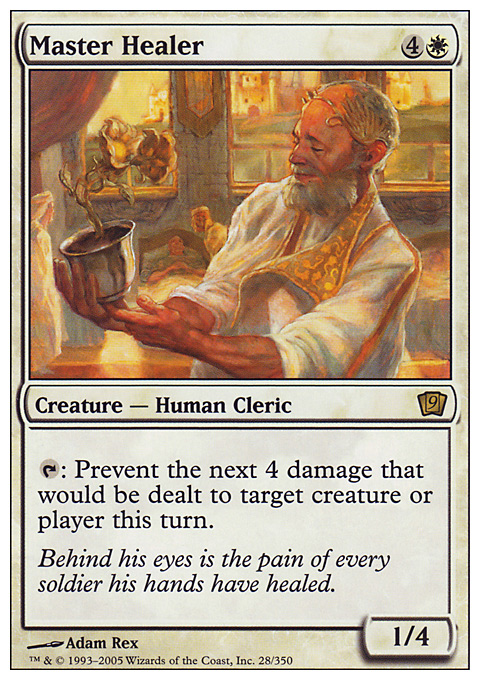 Master Healer 4
Creature — Human Cleric 9
: Prevent the next 4 damage that
would be dealt to target creature or
player this turn.
Behind his eyes is the pain of every
soldier his hands have healed.
Adam Rex
1/4
™ & © 1993–2005 Wizards of the Coast, Inc. 28/350